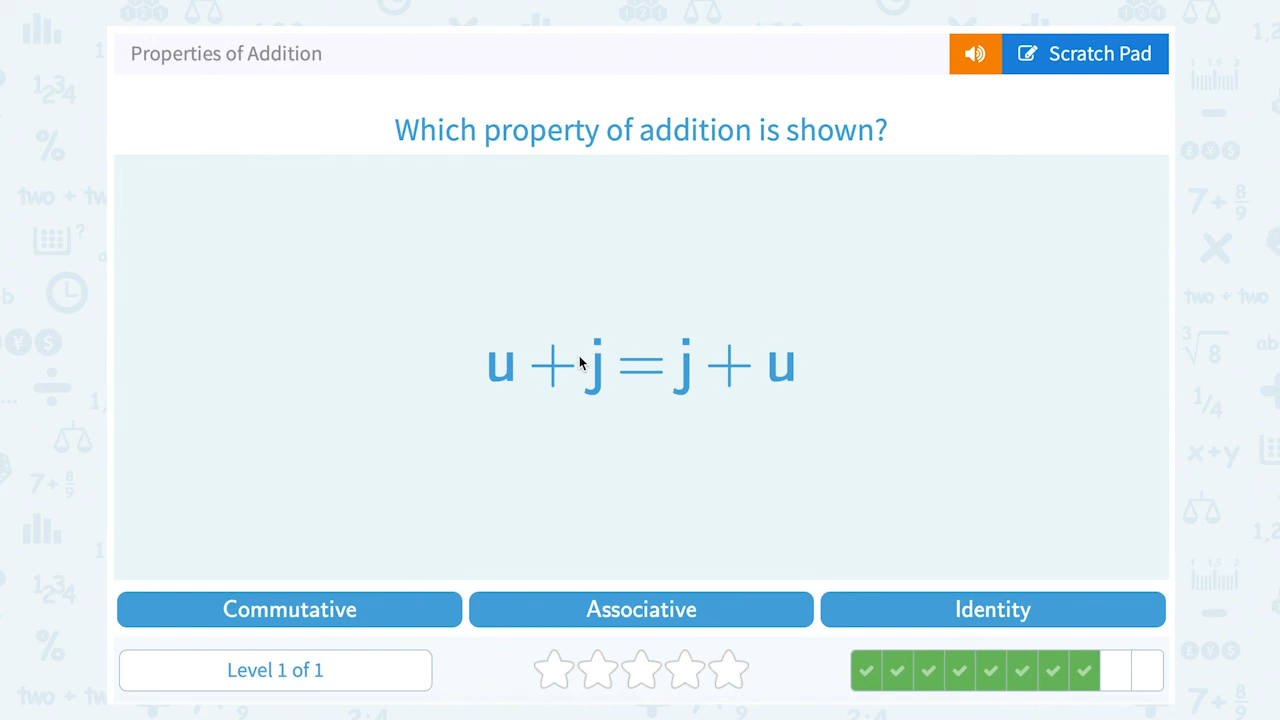 Properties of Addition
Scratch Pad
Which property of addition is shown?
u + j = j + u
Commutative
Associative
Identity
Level 1 of 1